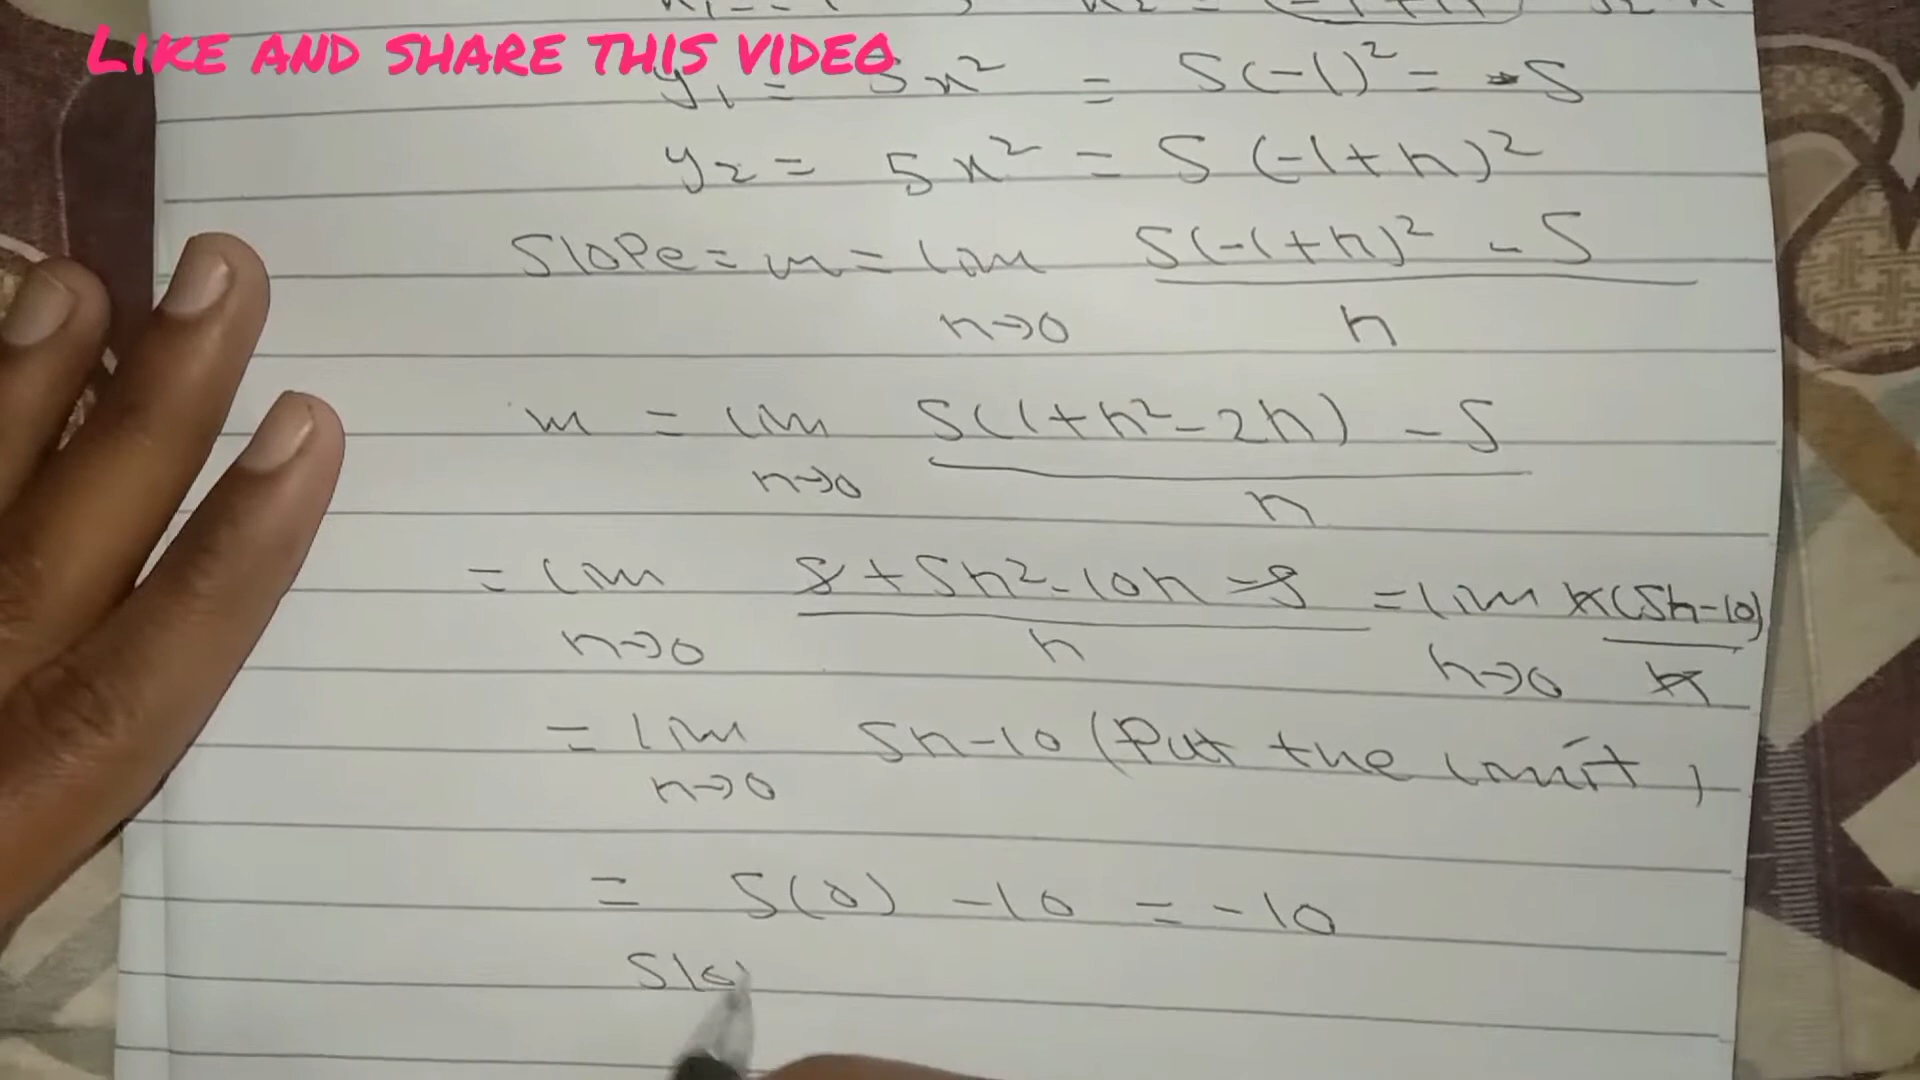 LIKE AND SHARE THIS VIDEO
y₁ = 5x² = 5(-1)² = 5
y₂ = 5x² = 5(-1+h)²
Slope = m = lim h→0 5(-1+h)² - 5 / h
m = lim h→0 5(1+h²-2h) - 5 / h
= lim h→0 5+5h²-10h-5 / h = lim h→0 h(5h-10) / h
= lim h→0 5h-10 (Put the limit)
= 5(0) -10 = -10
Slo